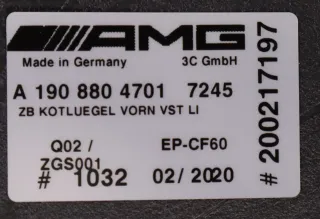 AMG
Made in Germany 3C GmbH
A 190 880 4701 7245
ZB KOTLUEGEL VORN VST LI
Q02 / EP-CF60
ZGS001
# 1032 02/2020
# 200217197